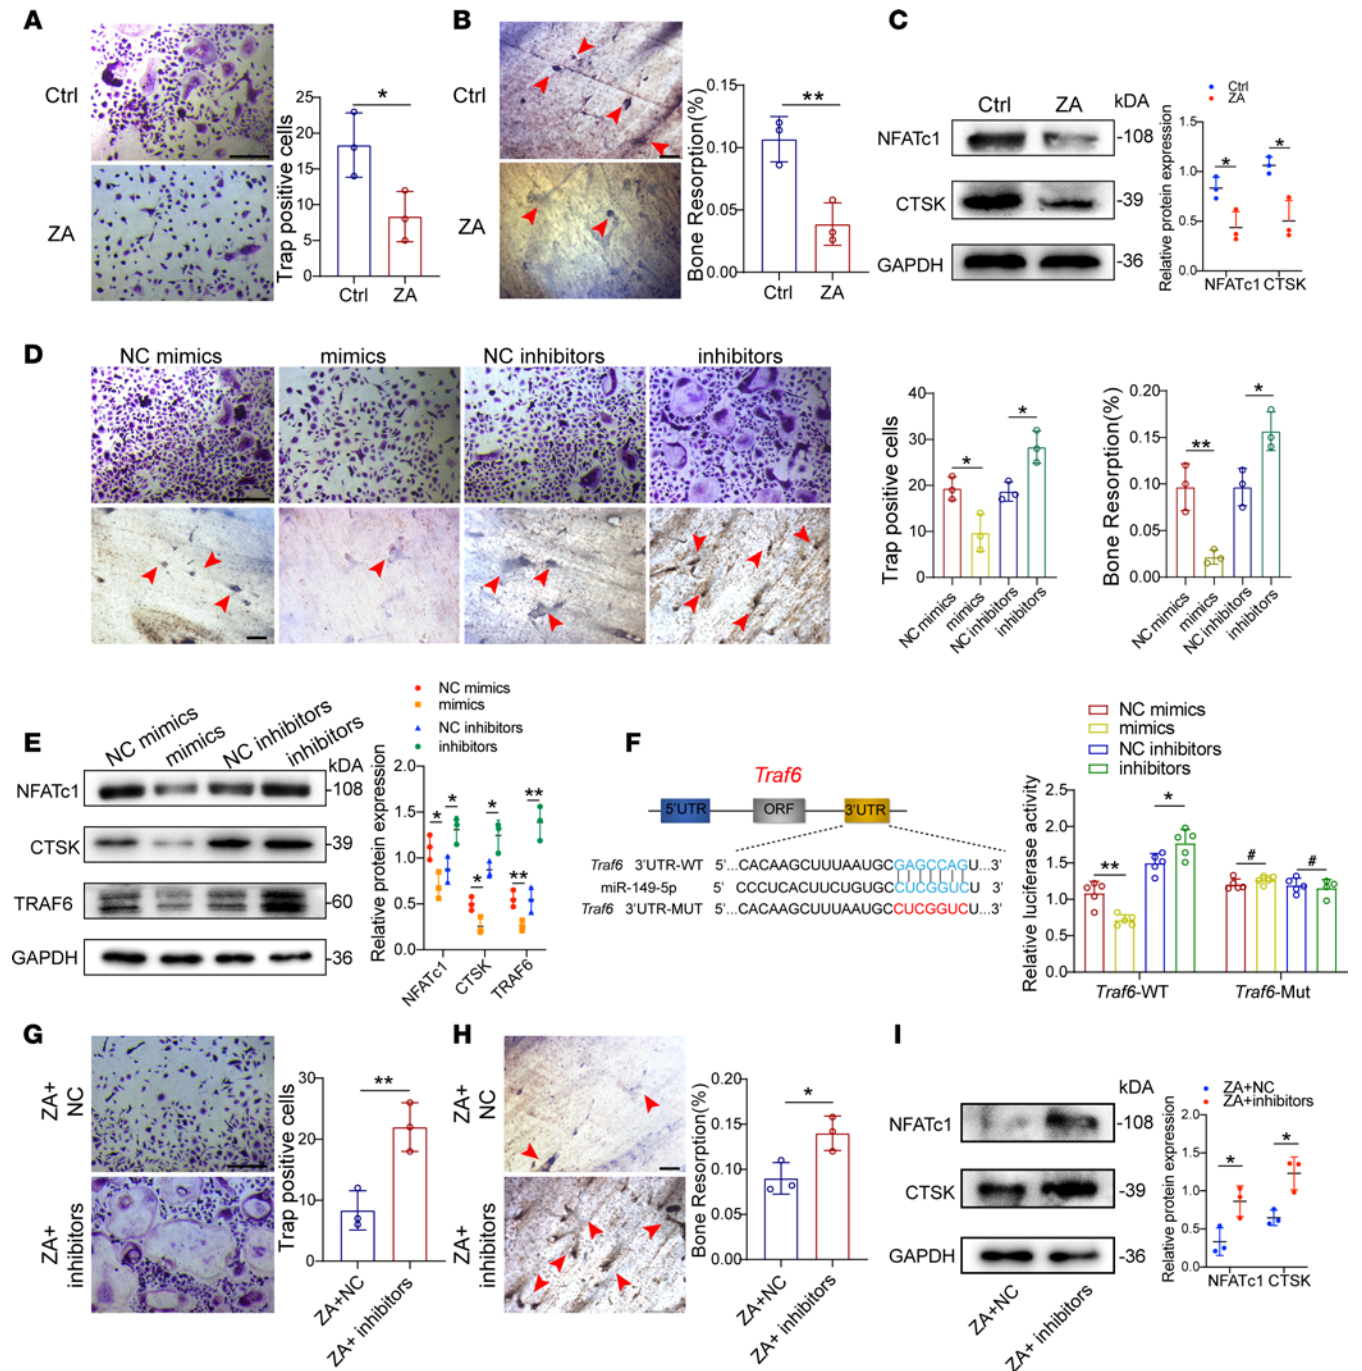 A
Ctrl
ZA
Trap positive cells
25
20
15
10
5
0
*
Ctrl
ZA
B
Ctrl
ZA
Bone Resorption(%)
0.15
0.10
0.05
0.00
**
Ctrl
ZA
C
Ctrl
ZA
kDA
NFATc1
-108
CTSK
-39
GAPDH
-36
Ctrl
ZA
Relative protein expression
1.5
1.0
0.5
0.0
*
*
NFATc1 CTSK
D
NC mimics
mimics
NC inhibitors
inhibitors
Trap positive cells
40
30
20
10
0
*
*
NC mimics
mimics
NC inhibitors
inhibitors
Bone Resorption(%)
0.20
0.15
0.10
0.05
0.00
**
*
NC mimics
mimics
NC inhibitors
inhibitors
E
NC mimics
mimics
NC inhibitors
inhibitors
kDA
NFATc1
-108
CTSK
-39
TRAF6
-60
GAPDH
-36
NC mimics
mimics
NC inhibitors
inhibitors
Relative protein expression
2.0
1.5
1.0
0.5
0.0
*
*
*
*
**
**
NFATc1
CTSK
TRAF6
F
Traf6
5'UTR
ORF
3'UTR
Traf6 3'UTR-WT 5'...CACAAGCUUUAAUGCGAGCCAGU...3'
miR-149-5p 3' CCCUCACUUCUGUGCCUCGGUCU 3'
Traf6 3'UTR-MUT 5'...CACAAGCUUUAAUGCCUCGGUCU...3'
NC mimics
mimics
NC inhibitors
inhibitors
Relative luciferase activity
2.5
2.0
1.5
1.0
0.5
0.0
**
*
#
#
Traf6-WT
Traf6-Mut
G
ZA+
NC
ZA+
inhibitors
Trap positive cells
30
20
10
0
**
ZA+NC
ZA+ inhibitors
H
ZA+
NC
ZA+
inhibitors
Bone Resorption(%)
0.20
0.15
0.10
0.05
0.00
*
ZA+NC
ZA+ inhibitors
I
kDA
NFATc1
-108
CTSK
-39
GAPDH
-36
ZA+NC
ZA+ inhibitors
ZA+NC
ZA+inhibitors
Relative protein expression
2.0
1.5
1.0
0.5
0.0
*
*
NFATc1 CTSK